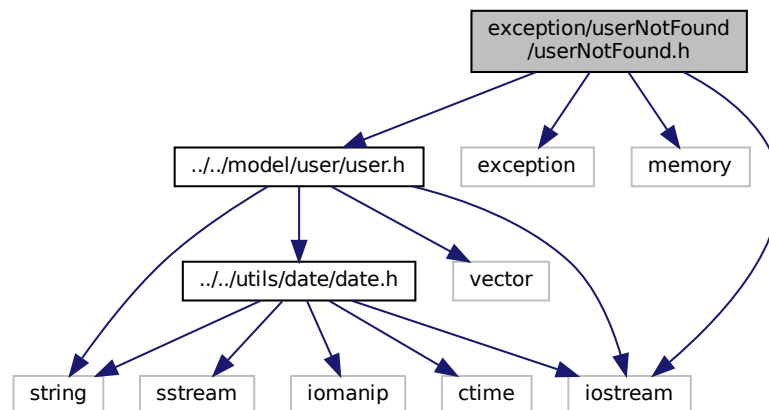 exception/userNotFound
/userNotFound.h
../../model/user/user.h
exception
memory
../../utils/date/date.h
vector
string
sstream
iomanip
ctime
iostream